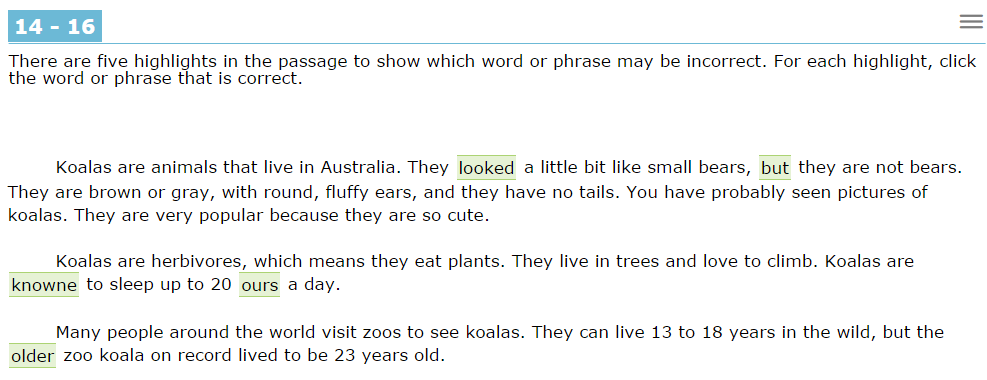 14 - 16
There are five highlights in the passage to show which word or phrase may be incorrect. For each highlight, click
the word or phrase that is correct.
Koalas are animals that live in Australia. They looked a little bit like small bears, but they are not bears.
They are brown or gray, with round, fluffy ears, and they have no tails. You have probably seen pictures of
koalas. They are very popular because they are so cute.
Koalas are herbivores, which means they eat plants. They live in trees and love to climb. Koalas are
knowne to sleep up to 20 ours a day.
Many people around the world visit zoos to see koalas. They can live 13 to 18 years in the wild, but the
older zoo koala on record lived to be 23 years old.